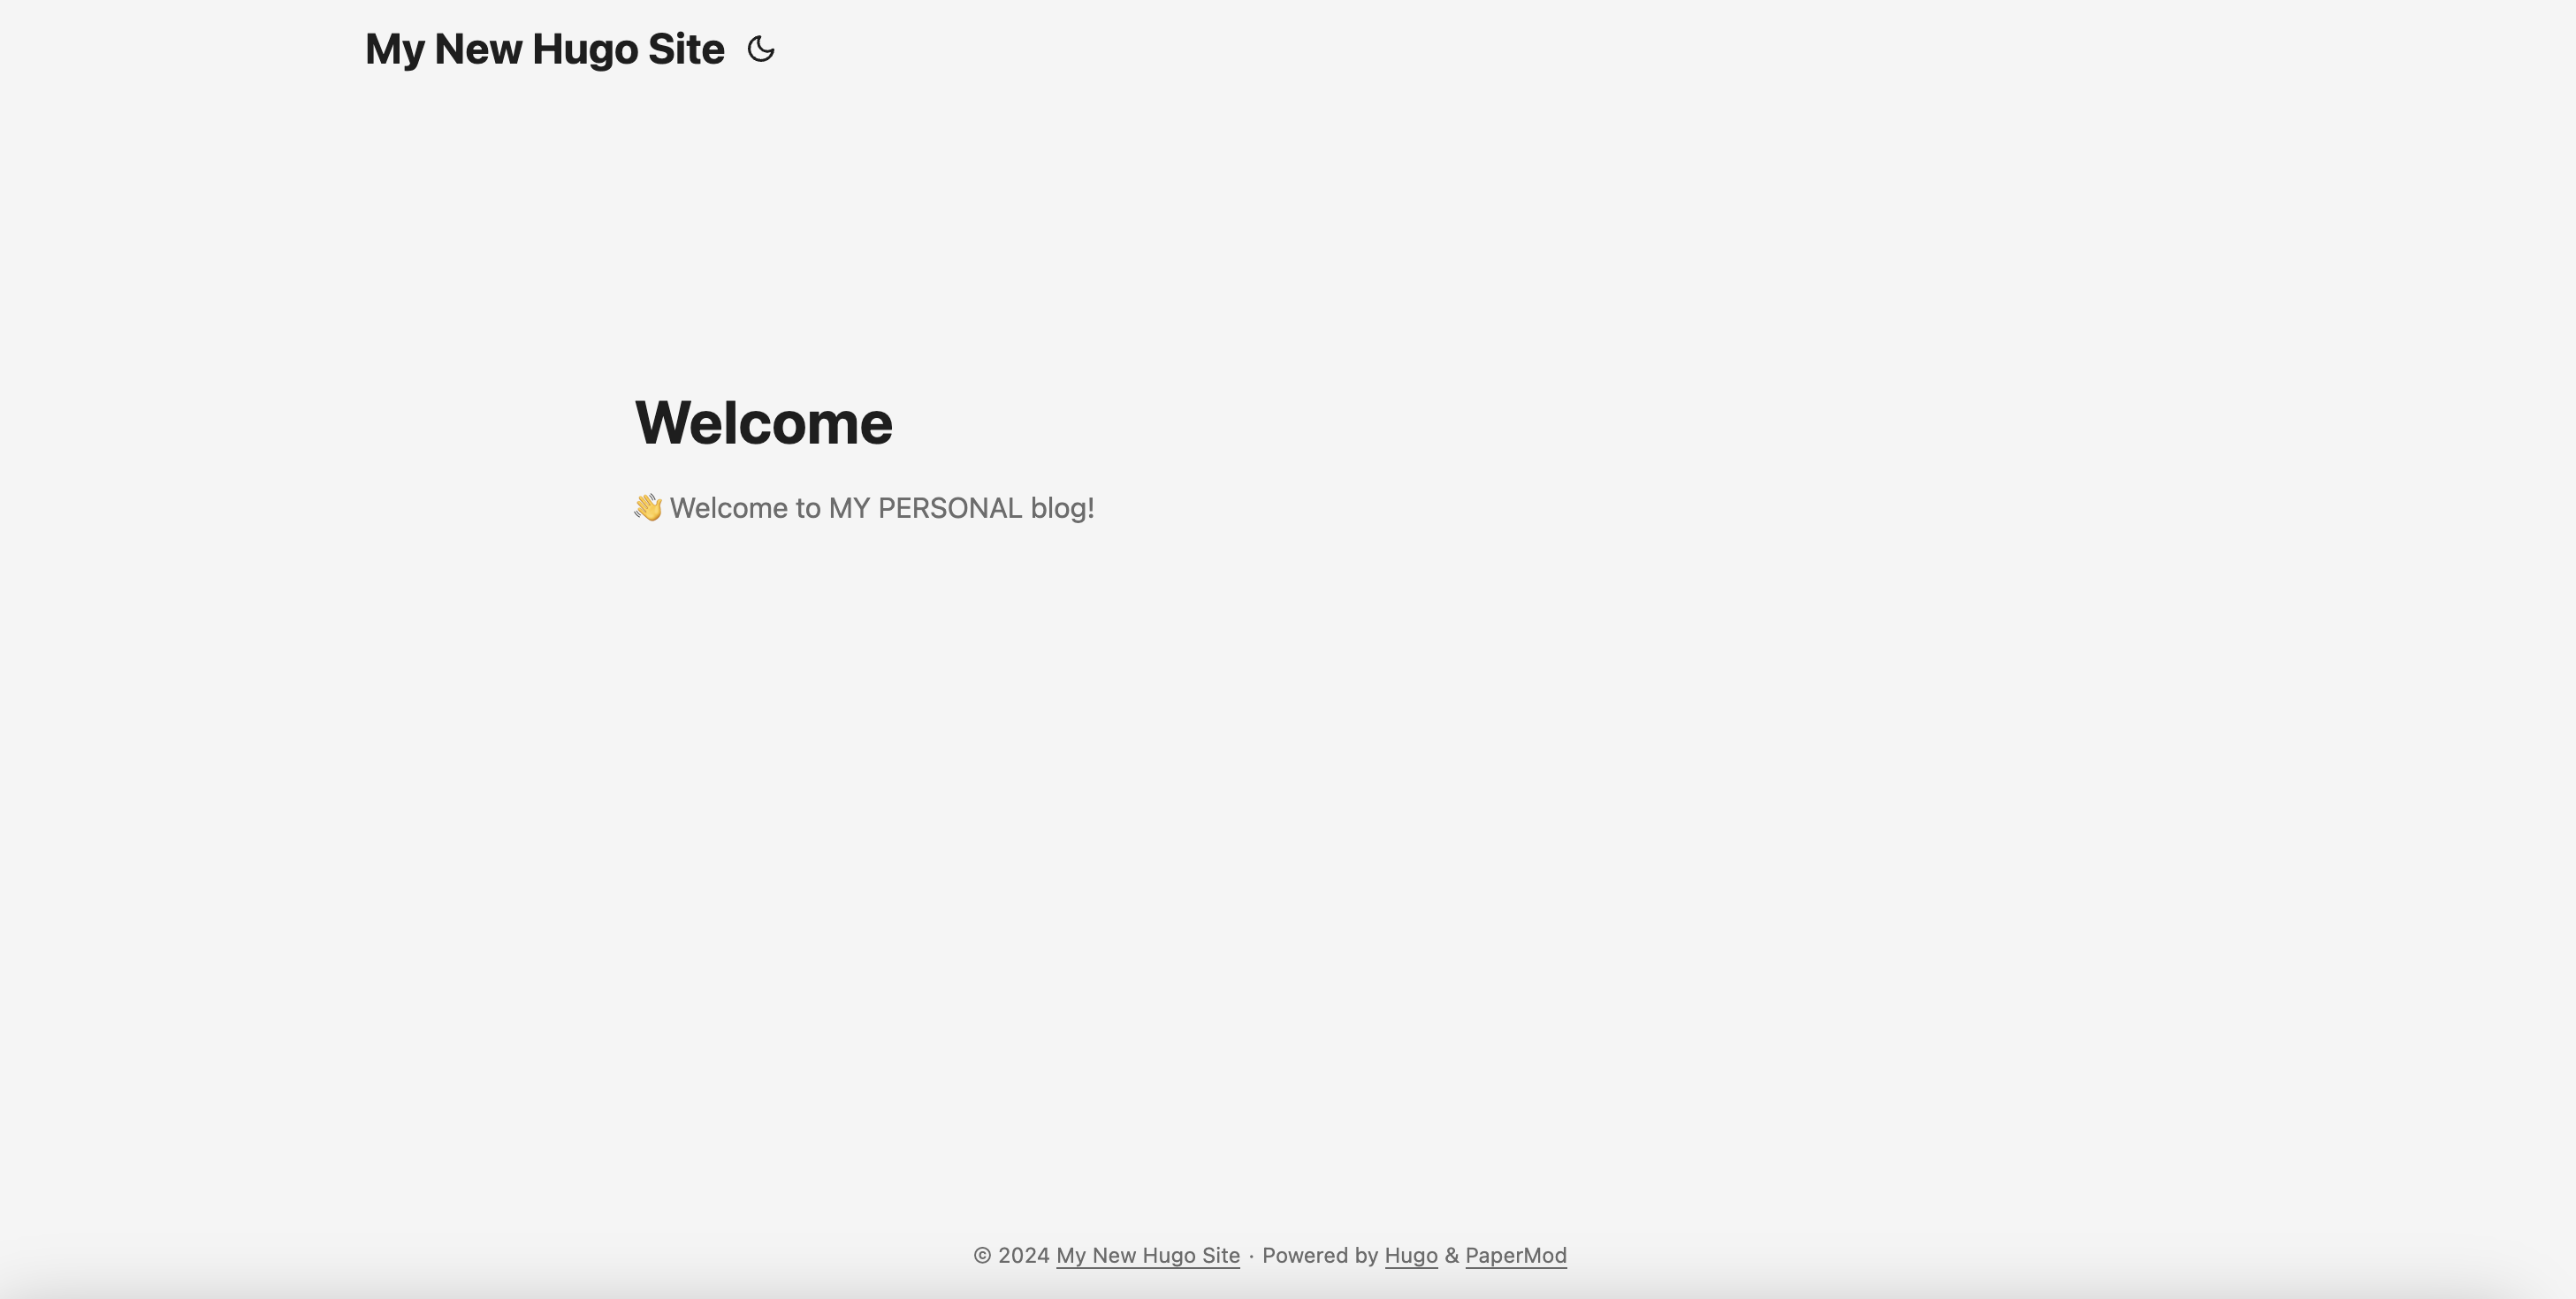 My New Hugo Site
Welcome
👋 Welcome to MY PERSONAL blog!
© 2024 My New Hugo Site · Powered by Hugo & PaperMod